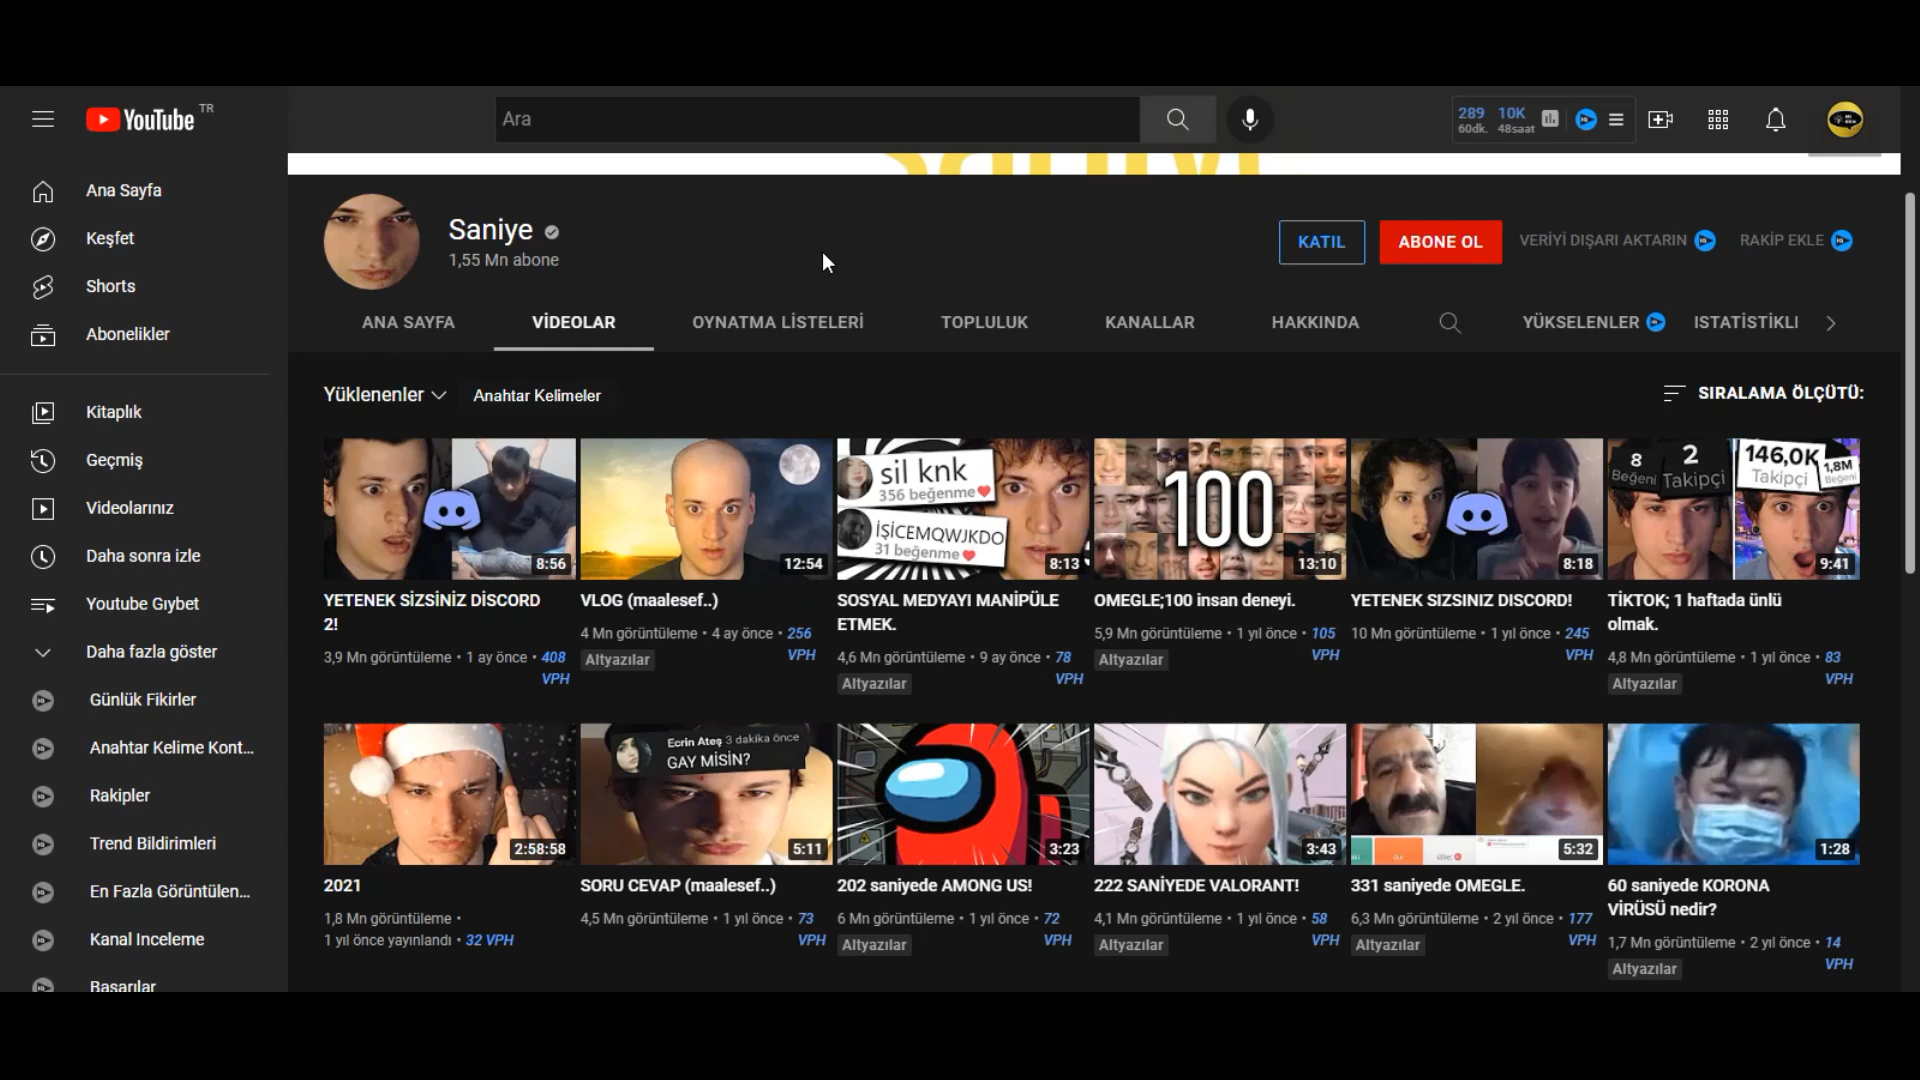 YouTube TR
Ara
289 10K
60dk. 48saat
Ana Sayfa
Keşfet
Shorts
Abonelikler
Kitaplık
Geçmiş
Videolarınız
Daha sonra izle
Youtube Gıybet
Daha fazla göster
Günlük Fikirler
Anahtar Kelime Kont...
Rakipler
Trend Bildirimleri
En Fazla Görüntülen...
Kanal Inceleme
Başarılar
Saniye
1,55 Mn abone
KATIL
ABONE OL
VERİYİ DIŞARI AKTARIN
RAKİP EKLE
ANA SAYFA
VİDEOLAR
OYNATMA LİSTELERİ
TOPLULUK
KANALLAR
HAKKINDA
YÜKSELENLER
ISTATİSTİKLI
Yüklenenler
Anahtar Kelimeler
SIRALAMA ÖLÇÜTÜ:
8:56
YETENEK SİZSİNİZ DİSCORD
2!
3,9 Mn görüntüleme • 1 ay önce • 408
VPH
12:54
VLOG (maalesef..)
4 Mn görüntüleme • 4 ay önce • 256
VPH
Altyazılar
sil knk
356 beğenme
İŞİCEMQWJKDO
31 beğenme
8:13
SOSYAL MEDYAYI MANİPÜLE
ETMEK.
4,6 Mn görüntüleme • 9 ay önce • 78
VPH
Altyazılar
100
13:10
OMEGLE;100 insan deneyi.
5,9 Mn görüntüleme • 1 yıl önce • 105
VPH
Altyazılar
8:18
YETENEK SIZSINIZ DISCORD!
10 Mn görüntüleme • 1 yıl önce • 245
VPH
8 Beğeni
2 Takipçi
146,0K Takipçi
1,8M Beğeni
9:41
TİKTOK; 1 haftada ünlü
olmak.
4,8 Mn görüntüleme • 1 yıl önce • 83
VPH
Altyazılar
2:58:58
2021
1,8 Mn görüntüleme •
1 yıl önce yayınlandı • 32 VPH
Ecrin Ateş 3 dakika önce
GAY MİSİN?
5:11
SORU CEVAP (maalesef..)
4,5 Mn görüntüleme • 1 yıl önce • 73
VPH
3:23
202 saniyede AMONG US!
6 Mn görüntüleme • 1 yıl önce • 72
VPH
Altyazılar
3:43
222 SANİYEDE VALORANT!
4,1 Mn görüntüleme • 1 yıl önce • 58
VPH
Altyazılar
5:32
331 saniyede OMEGLE.
6,3 Mn görüntüleme • 2 yıl önce • 177
VPH
Altyazılar
1:28
60 saniyede KORONA
VİRÜSÜ nedir?
1,7 Mn görüntüleme • 2 yıl önce • 14
VPH
Altyazılar